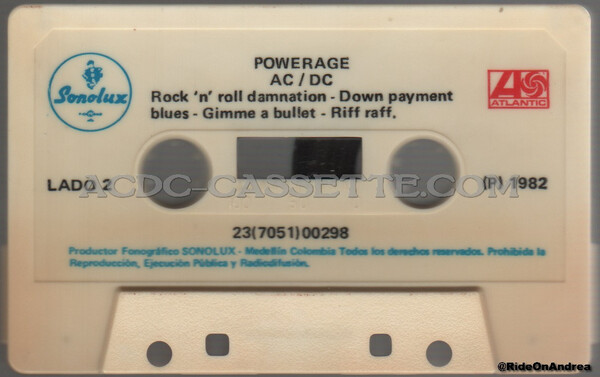 POWERAGE
AC / DC
Sonolux
ATLANTIC
Rock 'n' roll damnation - Down payment
blues - Gimme a bullet - Riff raff.
LADO 2
ACDC-CASSETTE.COM
(P) 1982
23(7051)00298
Productor Fonográfico SONOLUX - Medellín Colombia Todos los derechos reservados. Prohibida la
Reproducción, Ejecución Pública y Radiodifusión.
@RideOnAndrea